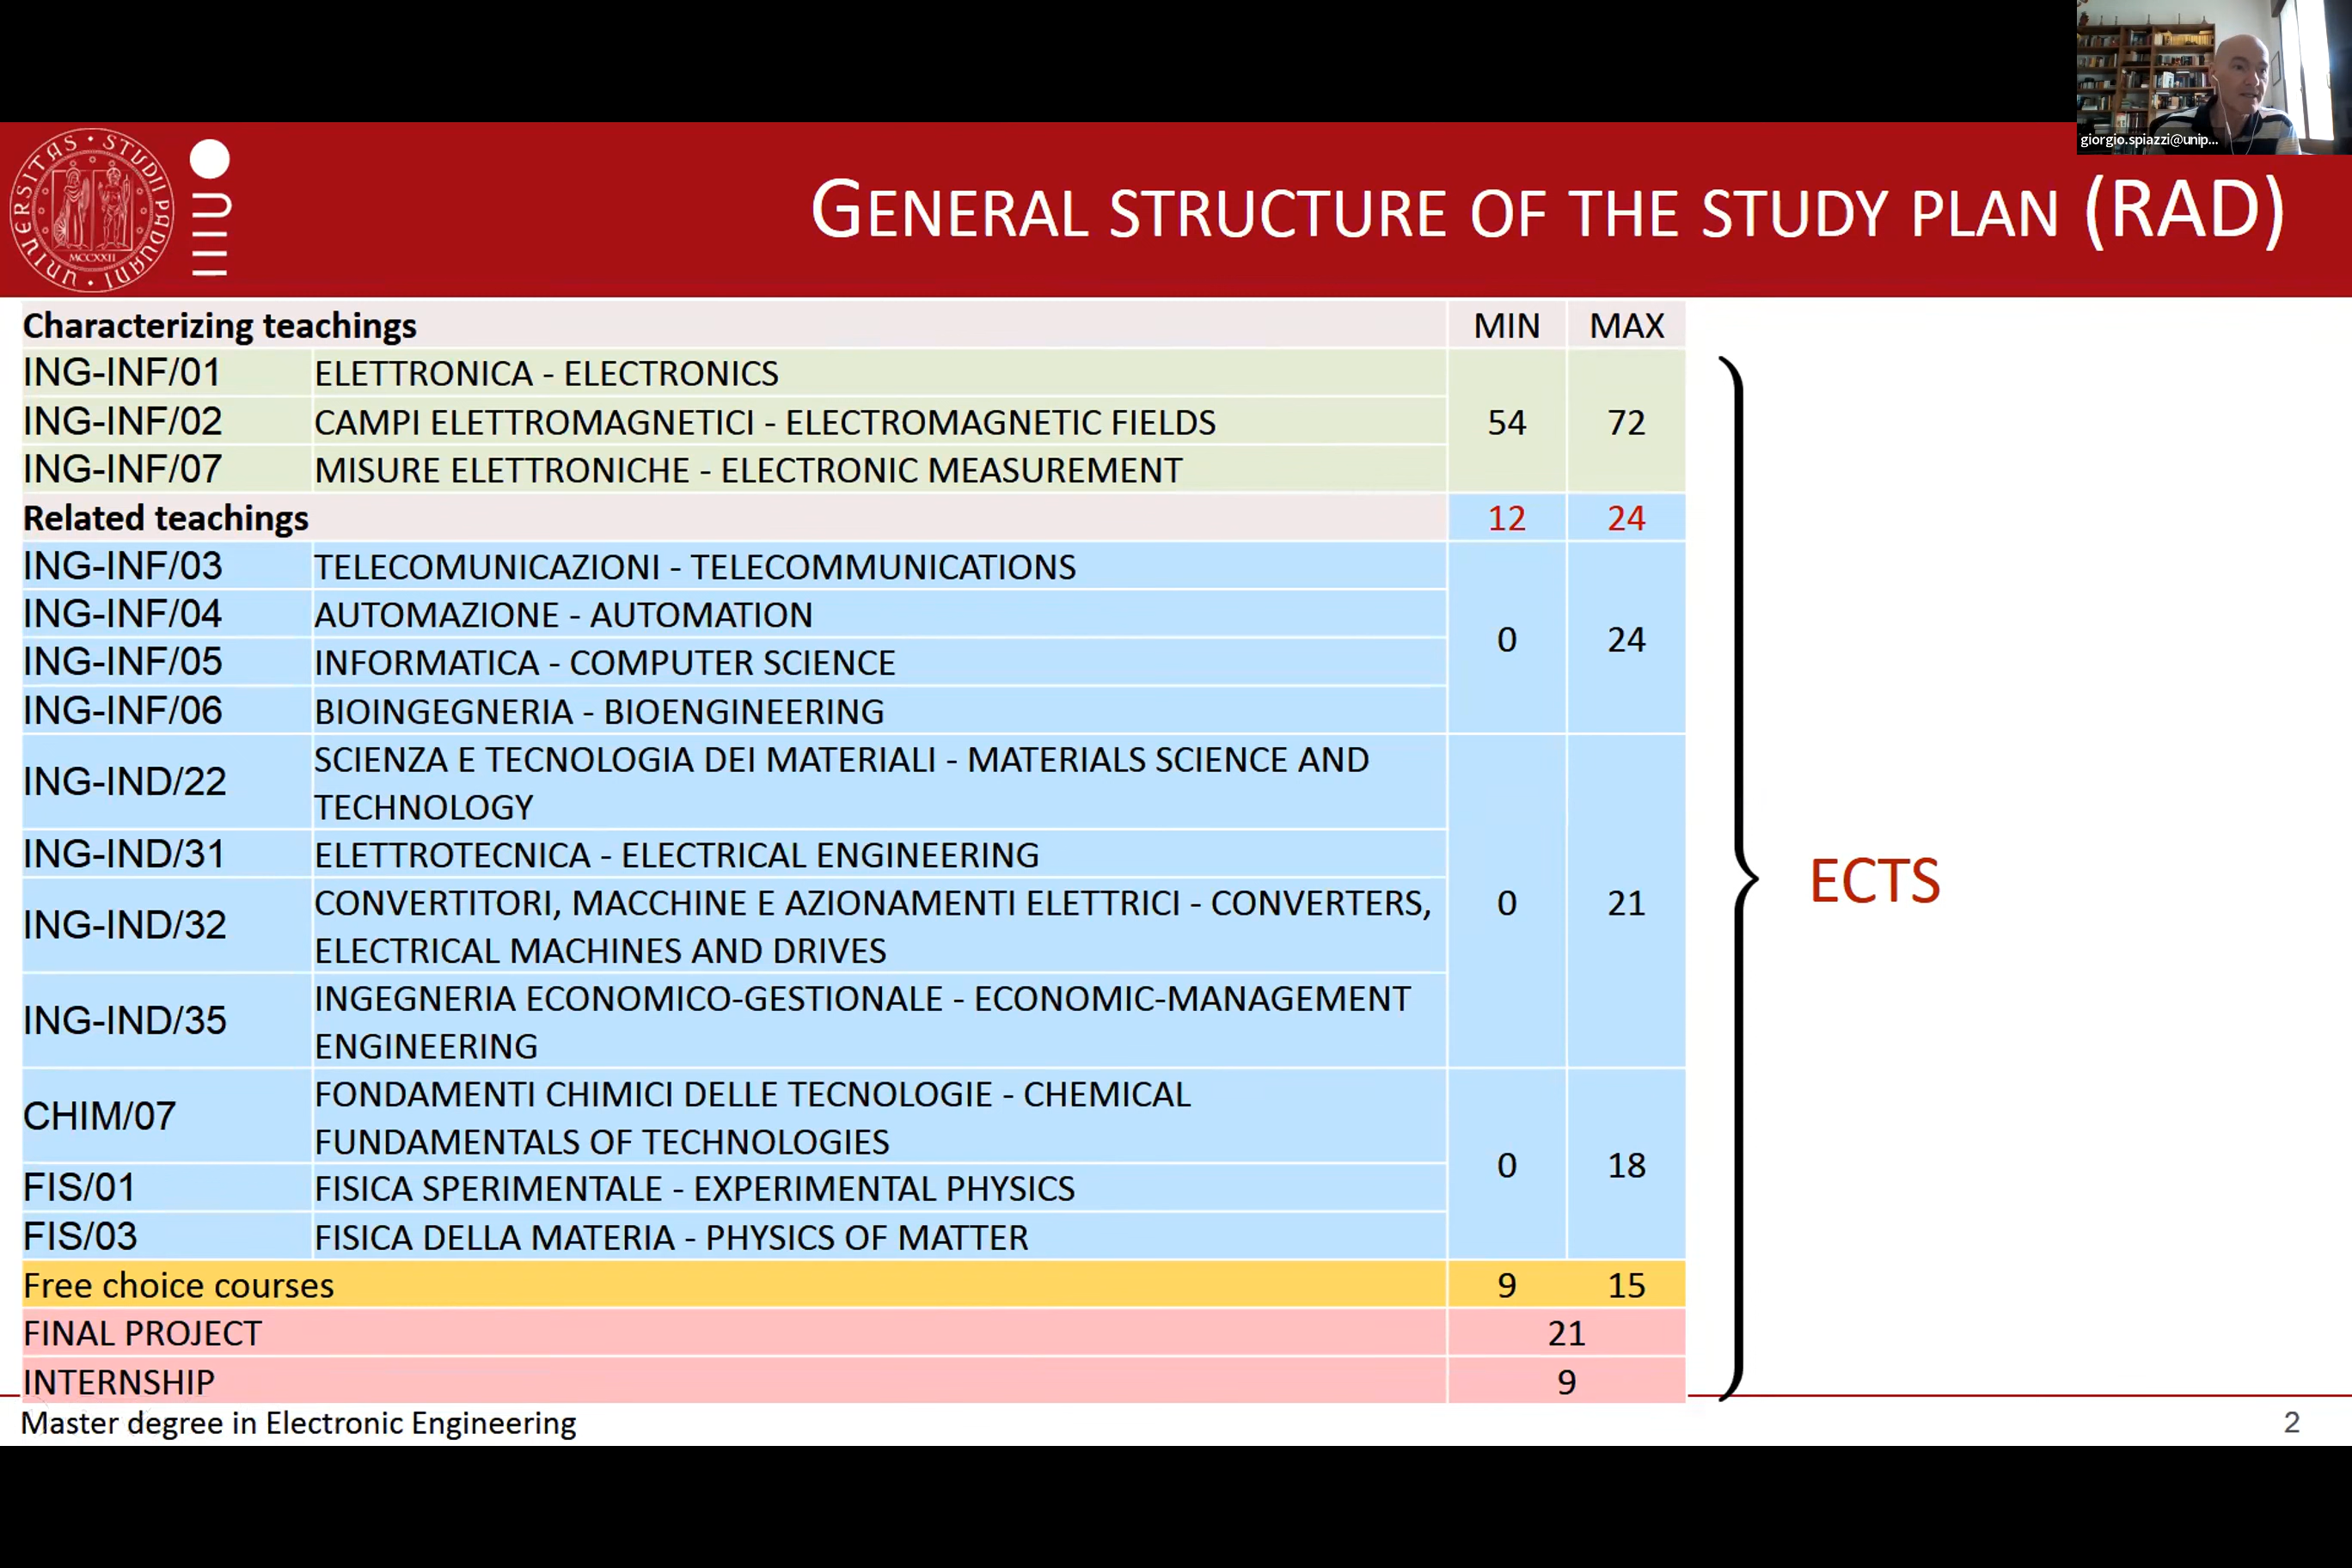 giorgio.spiazzi@unip...
UNIVERSITAS · STUDII · PADUANI ·
MCCXXII
GENERAL STRUCTURE OF THE STUDY PLAN (RAD)
Characterizing teachings MIN MAX
ING-INF/01 ELETTRONICA - ELECTRONICS
ING-INF/02 CAMPI ELETTROMAGNETICI - ELECTROMAGNETIC FIELDS 54 72
ING-INF/07 MISURE ELETTRONICHE - ELECTRONIC MEASUREMENT
Related teachings 12 24
ING-INF/03 TELECOMUNICAZIONI - TELECOMMUNICATIONS
ING-INF/04 AUTOMAZIONE - AUTOMATION
0 24
ING-INF/05 INFORMATICA - COMPUTER SCIENCE
ING-INF/06 BIOINGEGNERIA - BIOENGINEERING
ING-IND/22 SCIENZA E TECNOLOGIA DEI MATERIALI - MATERIALS SCIENCE AND
TECHNOLOGY
ING-IND/31 ELETTROTECNICA - ELECTRICAL ENGINEERING
ING-IND/32 CONVERTITORI, MACCHINE E AZIONAMENTI ELETTRICI - CONVERTERS, 0 21
ELECTRICAL MACHINES AND DRIVES
ING-IND/35 INGEGNERIA ECONOMICO-GESTIONALE - ECONOMIC-MANAGEMENT
ENGINEERING
CHIM/07 FONDAMENTI CHIMICI DELLE TECNOLOGIE - CHEMICAL
FUNDAMENTALS OF TECHNOLOGIES
0 18
FIS/01 FISICA SPERIMENTALE - EXPERIMENTAL PHYSICS
FIS/03 FISICA DELLA MATERIA - PHYSICS OF MATTER
Free choice courses 9 15
FINAL PROJECT 21
INTERNSHIP 9
ECTS
Master degree in Electronic Engineering 2